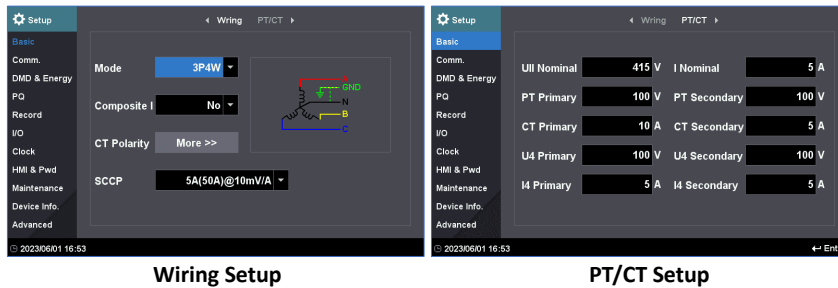 Setup
Wring PT/CT
Basic
Comm.
DMD & Energy
PQ
Record
I/O
Clock
HMI & Pwd
Maintenance
Device Info.
Advanced
Mode 3P4W
Composite I No
CT Polarity More >>
SCCP 5A(50A)@10mV/A
A
GND
N
B
C
2023/06/01 16:53
Wiring Setup
Setup
Wring PT/CT
Basic
Comm.
DMD & Energy
PQ
Record
I/O
Clock
HMI & Pwd
Maintenance
Device Info.
Advanced
Ull Nominal 415 V I Nominal 5 A
PT Primary 100 V PT Secondary 100 V
CT Primary 10 A CT Secondary 5 A
U4 Primary 100 V U4 Secondary 100 V
I4 Primary 5 A I4 Secondary 5 A
2023/06/01 16:53
Ent
PT/CT Setup